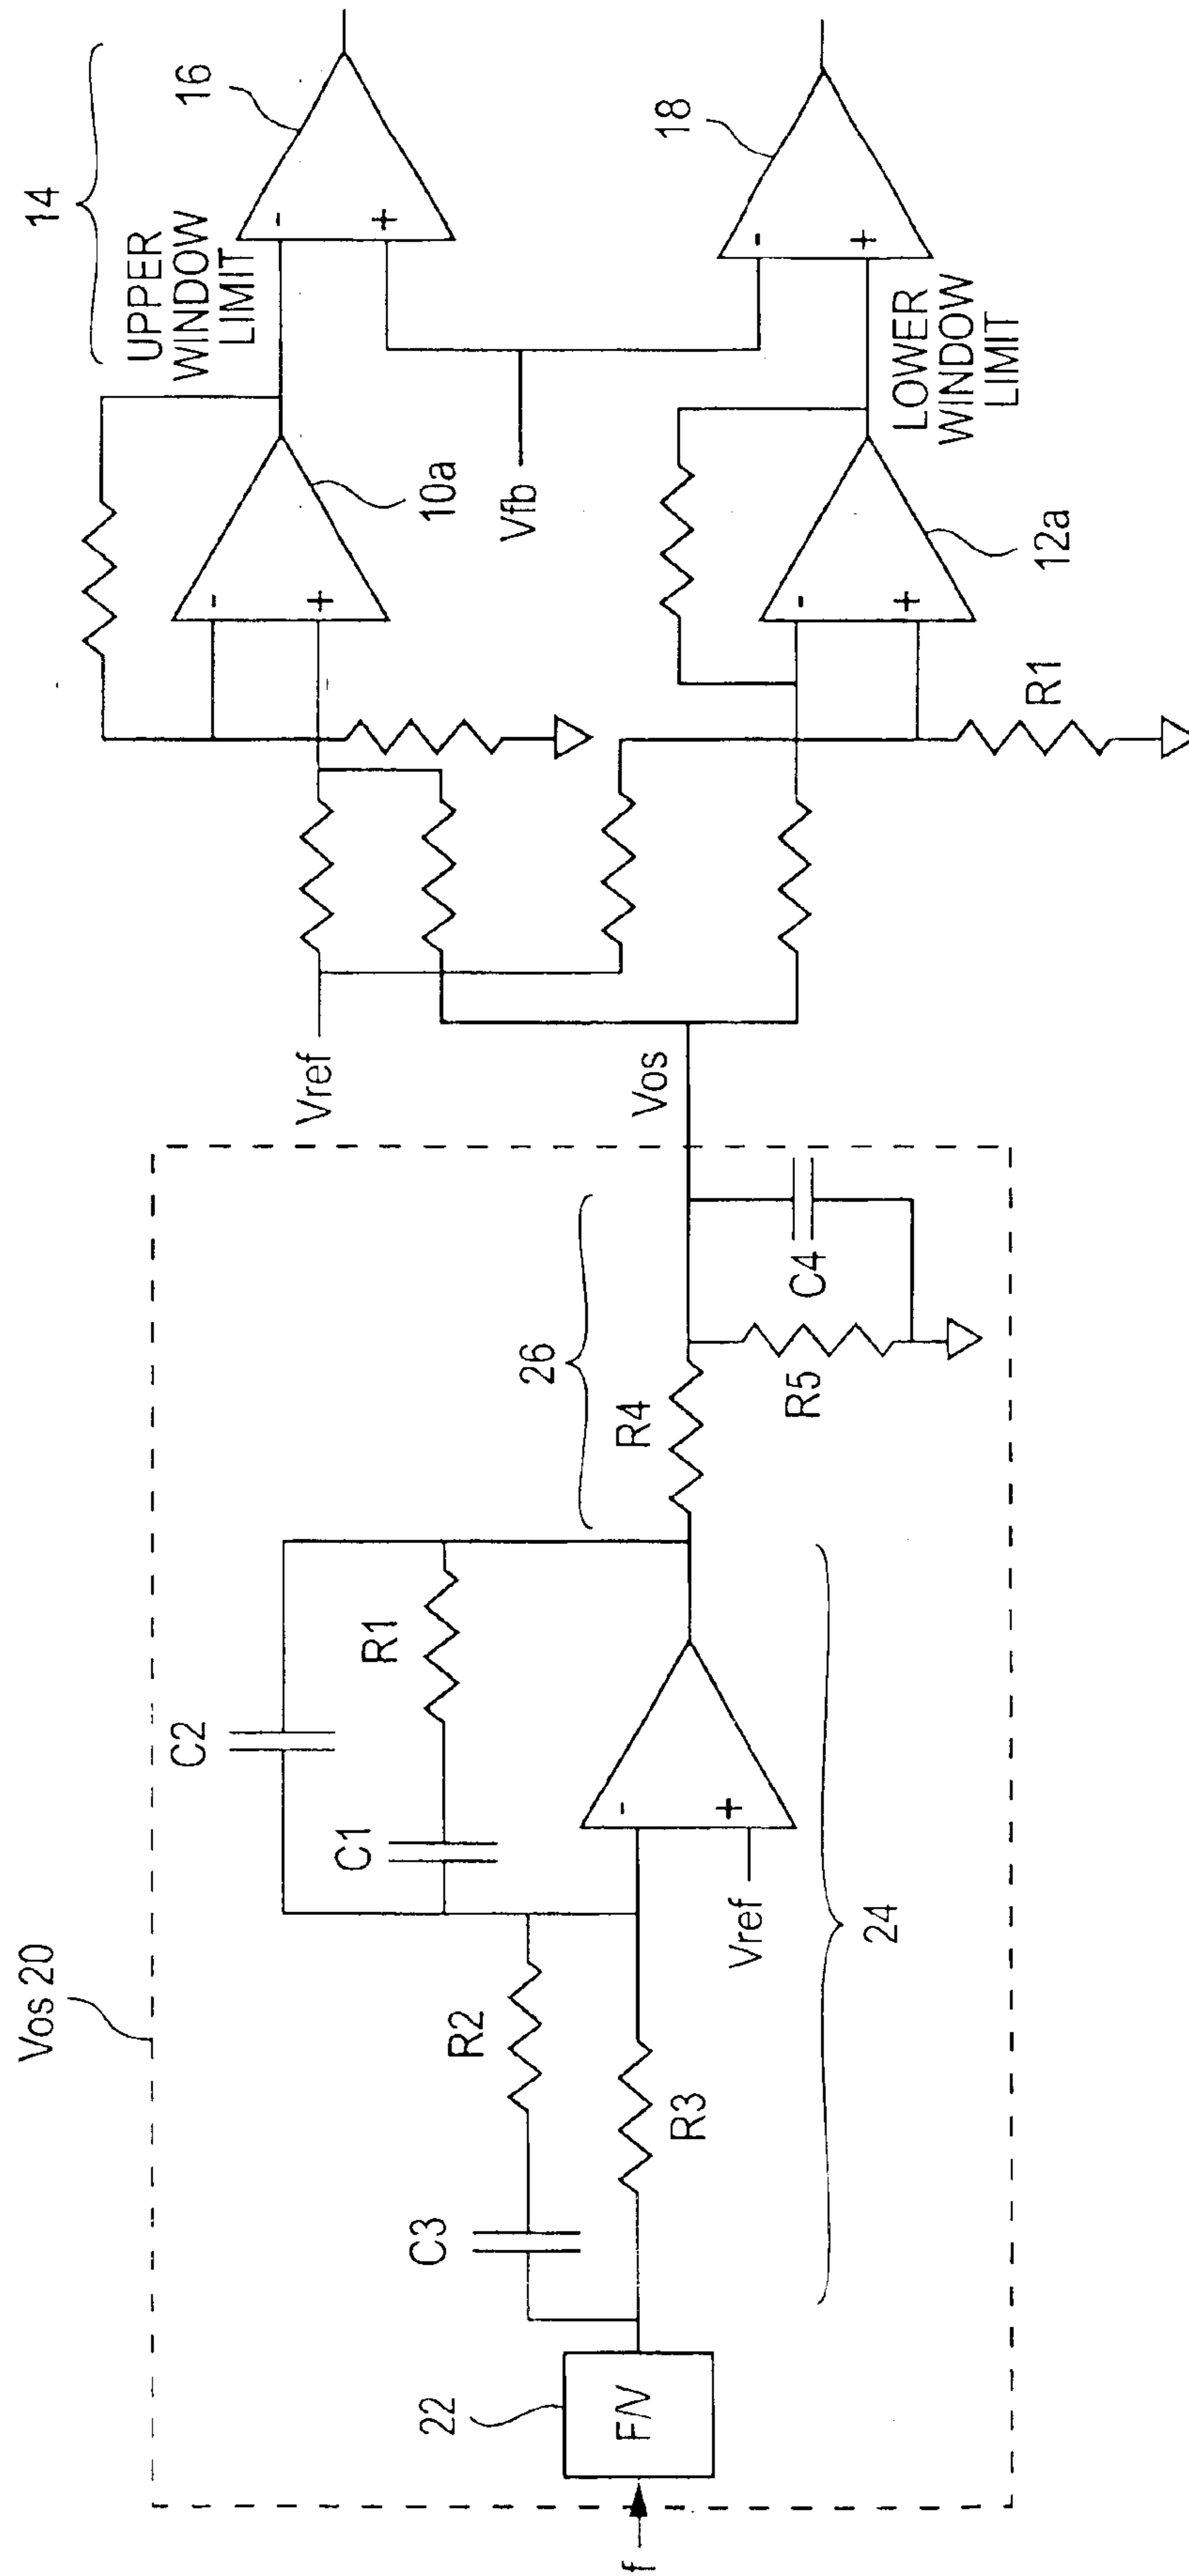 Vos 20
f
22
F/V
C3
R2
R3
C2
C1
R1
-
+
Vref
24
26
R4
R5
C4
Vos
Vref
-
+
10a
-
+
12a
R1
Vfb
UPPER
WINDOW
LIMIT
14
-
+
16
LOWER
WINDOW
LIMIT
-
+
18